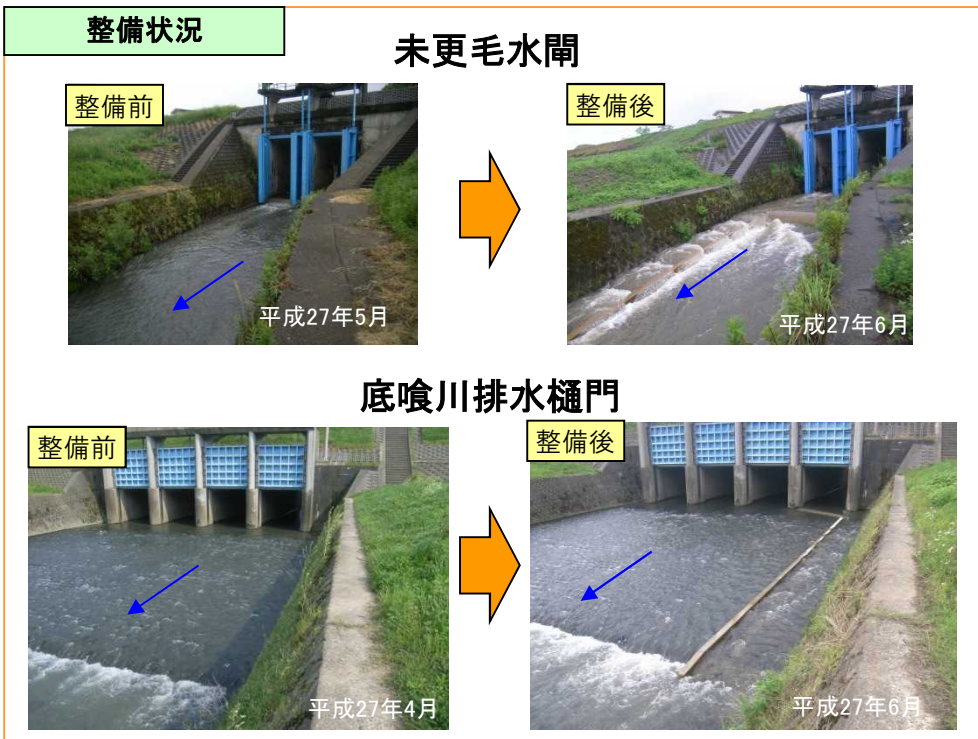 整備状況
未更毛水閘
整備前
整備後
平成27年5月
平成27年6月
底喰川排水樋門
整備前
整備後
平成27年4月
平成27年6月